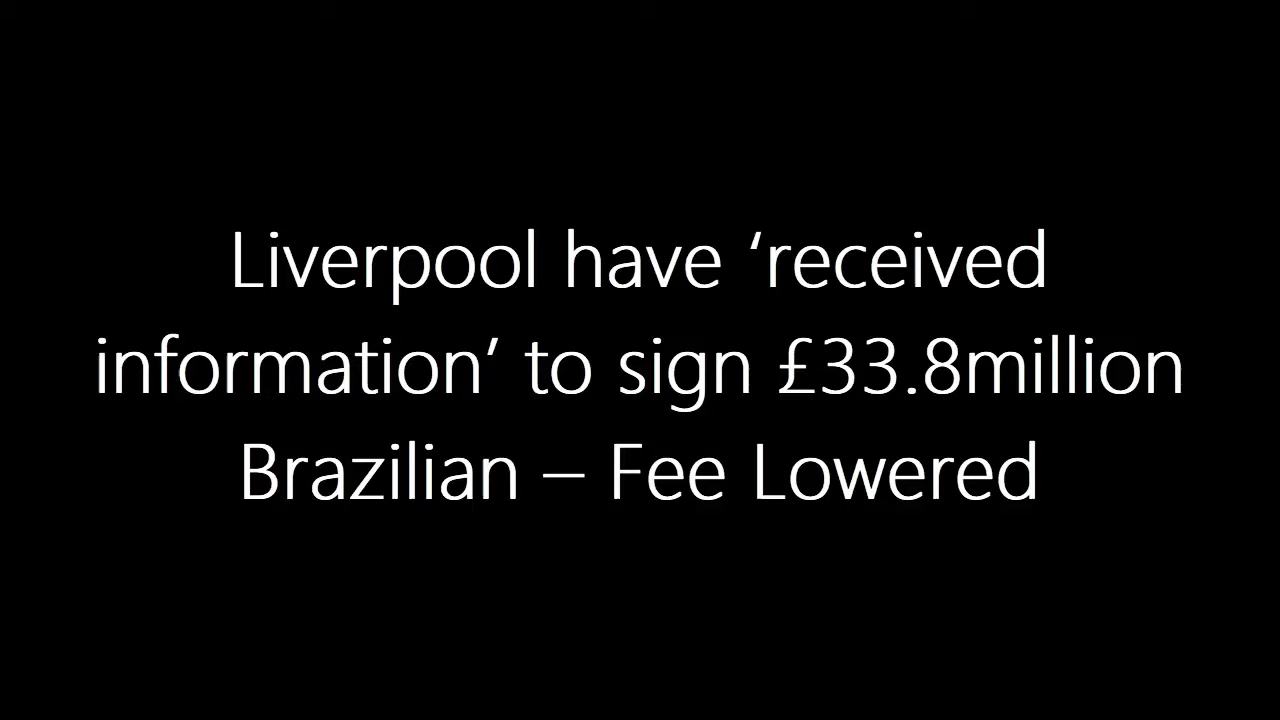 Liverpool have ‘received
information’ to sign £33.8million
Brazilian – Fee Lowered